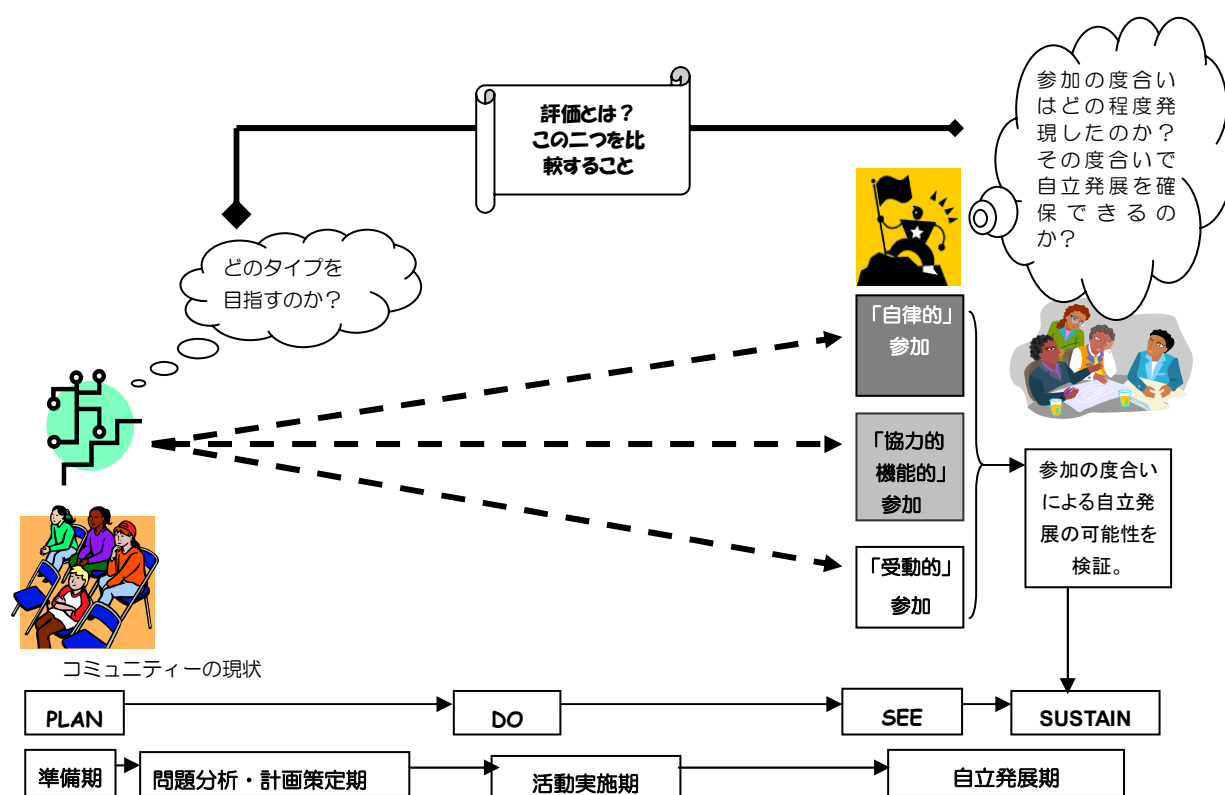 評価とは？
この二つを比
較すること
参加の度合い
はどの程度発
現したのか？
その度合いで
自立発展を確
保できるの
か？
どのタイプを
目指すのか？
「自律的」
参加
「協力的
機能的」
参加
「受動的」
参加
参加の度合い
による自立発
展の可能性を
検証。
コミュニティーの現状
PLAN
DO
SEE
SUSTAIN
準備期
問題分析・計画策定期
活動実施期
自立発展期